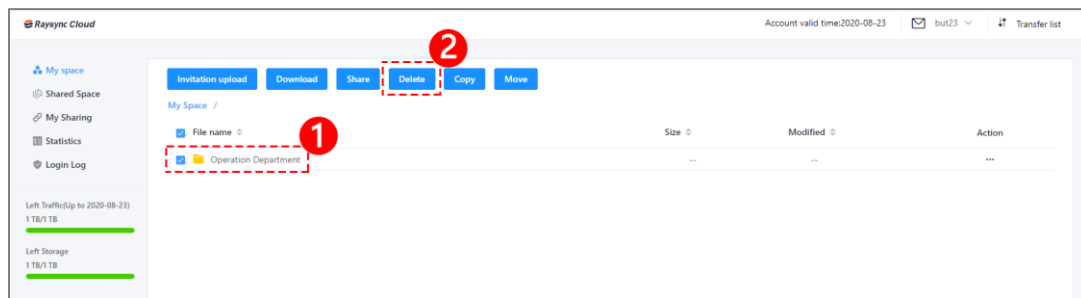 Raysync Cloud
Account valid time:2020-08-23
but23
Transfer list
2
My space
Shared Space
My Sharing
Statistics
Login Log
Left Traffic(Up to 2020-08-23)
1 TB/1 TB
Left Storage
1 TB/1 TB
Invitation upload Download Share Delete Copy Move
My Space /
File name Size Modified Action
1
Operation Department -- -- ···